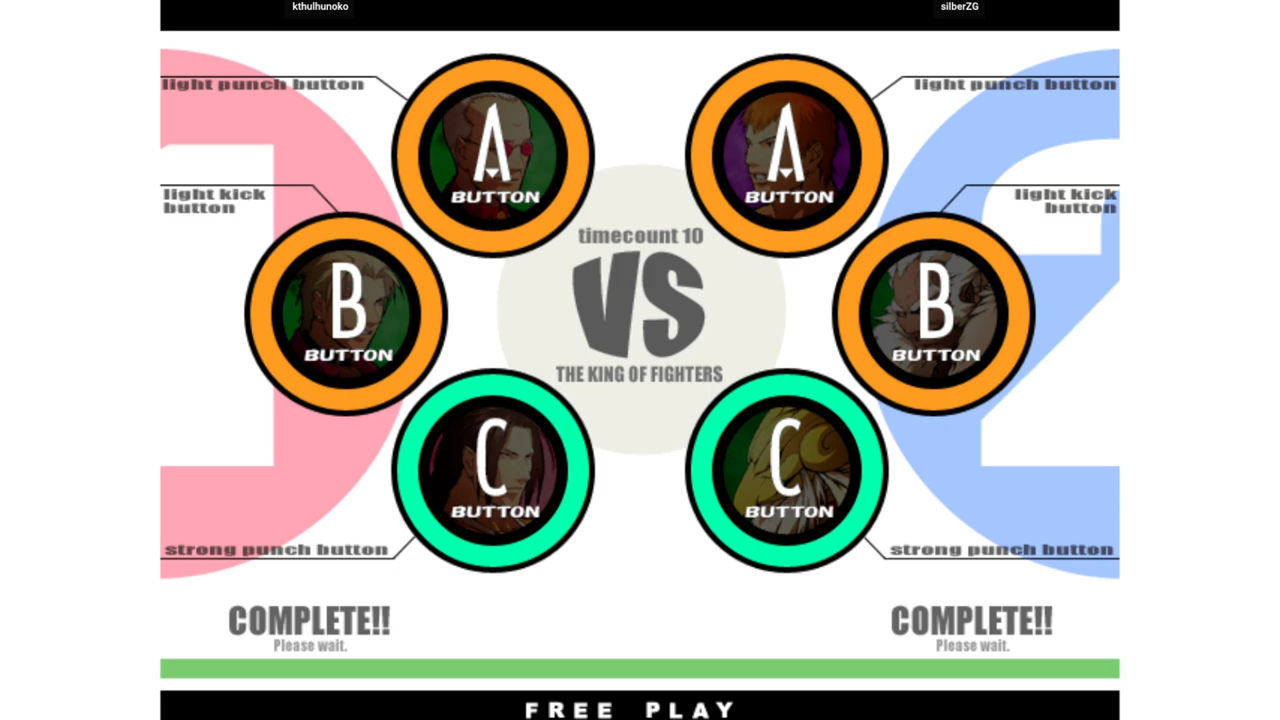 kthulhunoko
silberZG
light punch button
light punch button
A
BUTTON
A
BUTTON
light kick
button
light kick
button
timecount 10
VS
THE KING OF FIGHTERS
B
BUTTON
B
BUTTON
C
BUTTON
C
BUTTON
strong punch button
strong punch button
COMPLETE!!
Please wait.
COMPLETE!!
Please wait.
FREE PLAY
1
2